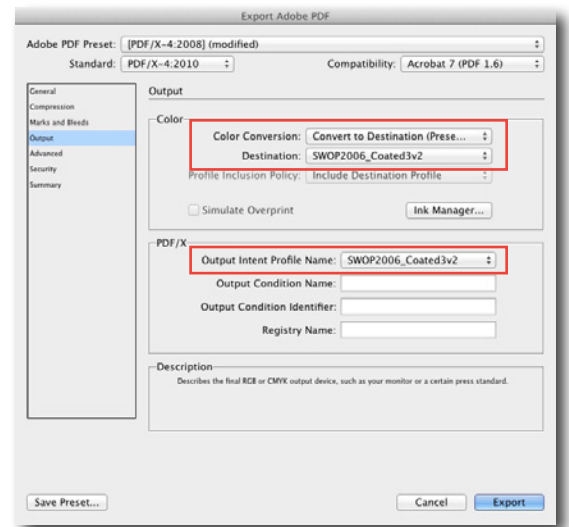 Export Adobe PDF
Adobe PDF Preset: [PDF/X-4:2008] (modified)
Standard: PDF/X-4:2010 Compatibility: Acrobat 7 (PDF 1.6)
General
Compression
Marks and Bleeds
Output
Advanced
Security
Summary
Output
Color
Color Conversion: Convert to Destination (Prese...
Destination: SWOP2006_Coated3v2
Profile Inclusion Policy: Include Destination Profile
Simulate Overprint Ink Manager...
PDF/X
Output Intent Profile Name: SWOP2006_Coated3v2
Output Condition Name:
Output Condition Identifier:
Registry Name:
Description
Describes the final RGB or CMYK output device, such as your monitor or a certain press standard.
Save Preset... Cancel Export